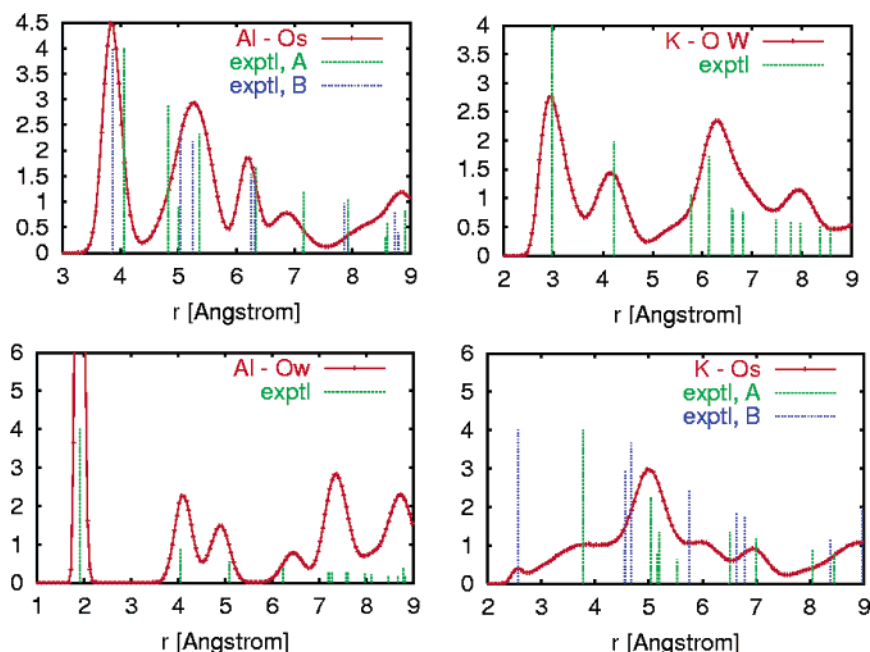 4.5
4
3.5
3
2.5
2
1.5
1
0.5
0
Al - Os
exptl, A
exptl, B
3 4 5 6 7 8 9
r [Angstrom]
4
3.5
3
2.5
2
1.5
1
0.5
0
K - O W
exptl
2 3 4 5 6 7 8 9
r [Angstrom]
6
5
4
3
2
1
0
Al - Ow
exptl
1 2 3 4 5 6 7 8 9
r [Angstrom]
6
5
4
3
2
1
0
K - Os
exptl, A
exptl, B
2 3 4 5 6 7 8 9
r [Angstrom]